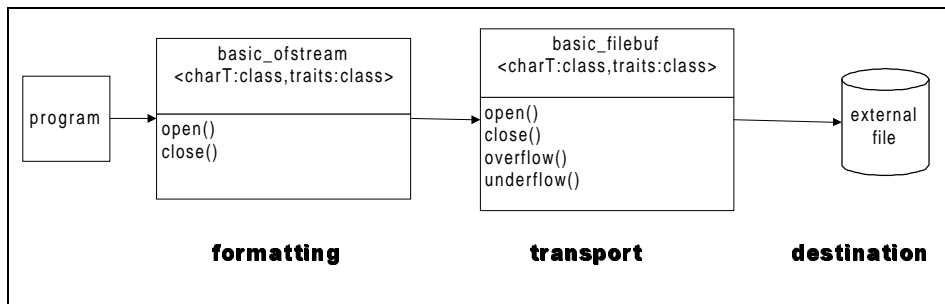 program
basic_ofstream
<charT:class,traits:class>
open()
close()
basic_filebuf
<charT:class,traits:class>
open()
close()
overflow()
underflow()
external
file
formatting
transport
destination